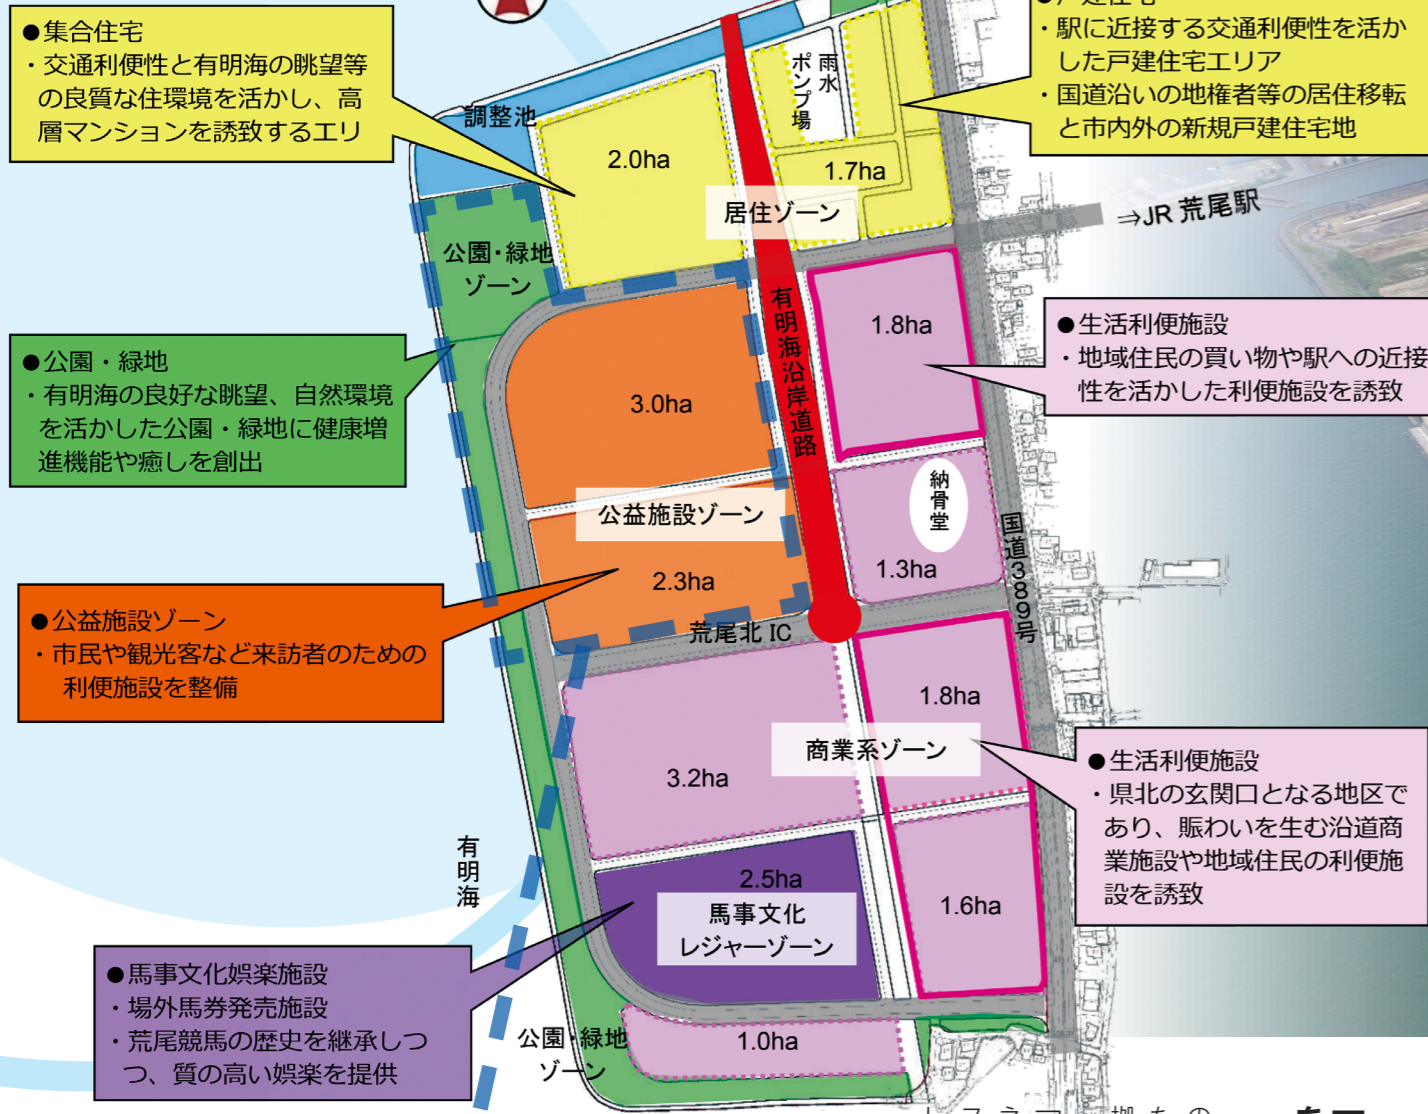 ●集合住宅
・交通利便性と有明海の眺望等
の良質な住環境を活かし、高
層マンションを誘致するエリ
・駅に近接する交通利便性を活か
した戸建住宅エリア
・国道沿いの地権者等の居住移転
と市内外の新規戸建住宅地
調整池
雨水
ポンプ場
2.0ha
1.7ha
居住ゾーン
⇒JR 荒尾駅
公園・緑地
ゾーン
有明海沿岸道路
1.8ha
●生活利便施設
・地域住民の買い物や駅への近接
性を活かした利便施設を誘致
●公園・緑地
・有明海の良好な眺望、自然環境
を活かした公園・緑地に健康増
進機能や癒しを創出
3.0ha
納骨堂
公益施設ゾーン
国道389号
2.3ha
1.3ha
●公益施設ゾーン
・市民や観光客など来訪者のための
利便施設を整備
荒尾北 IC
1.8ha
商業系ゾーン
3.2ha
●生活利便施設
・県北の玄関口となる地区で
あり、賑わいを生む沿道商
業施設や地域住民の利便施
設を誘致
有明海
2.5ha
馬事文化
レジャーゾーン
1.6ha
●馬事文化娯楽施設
・場外馬券発売施設
・荒尾競馬の歴史を継承しつ
つ、質の高い娯楽を提供
公園・緑地
ゾーン
1.0ha